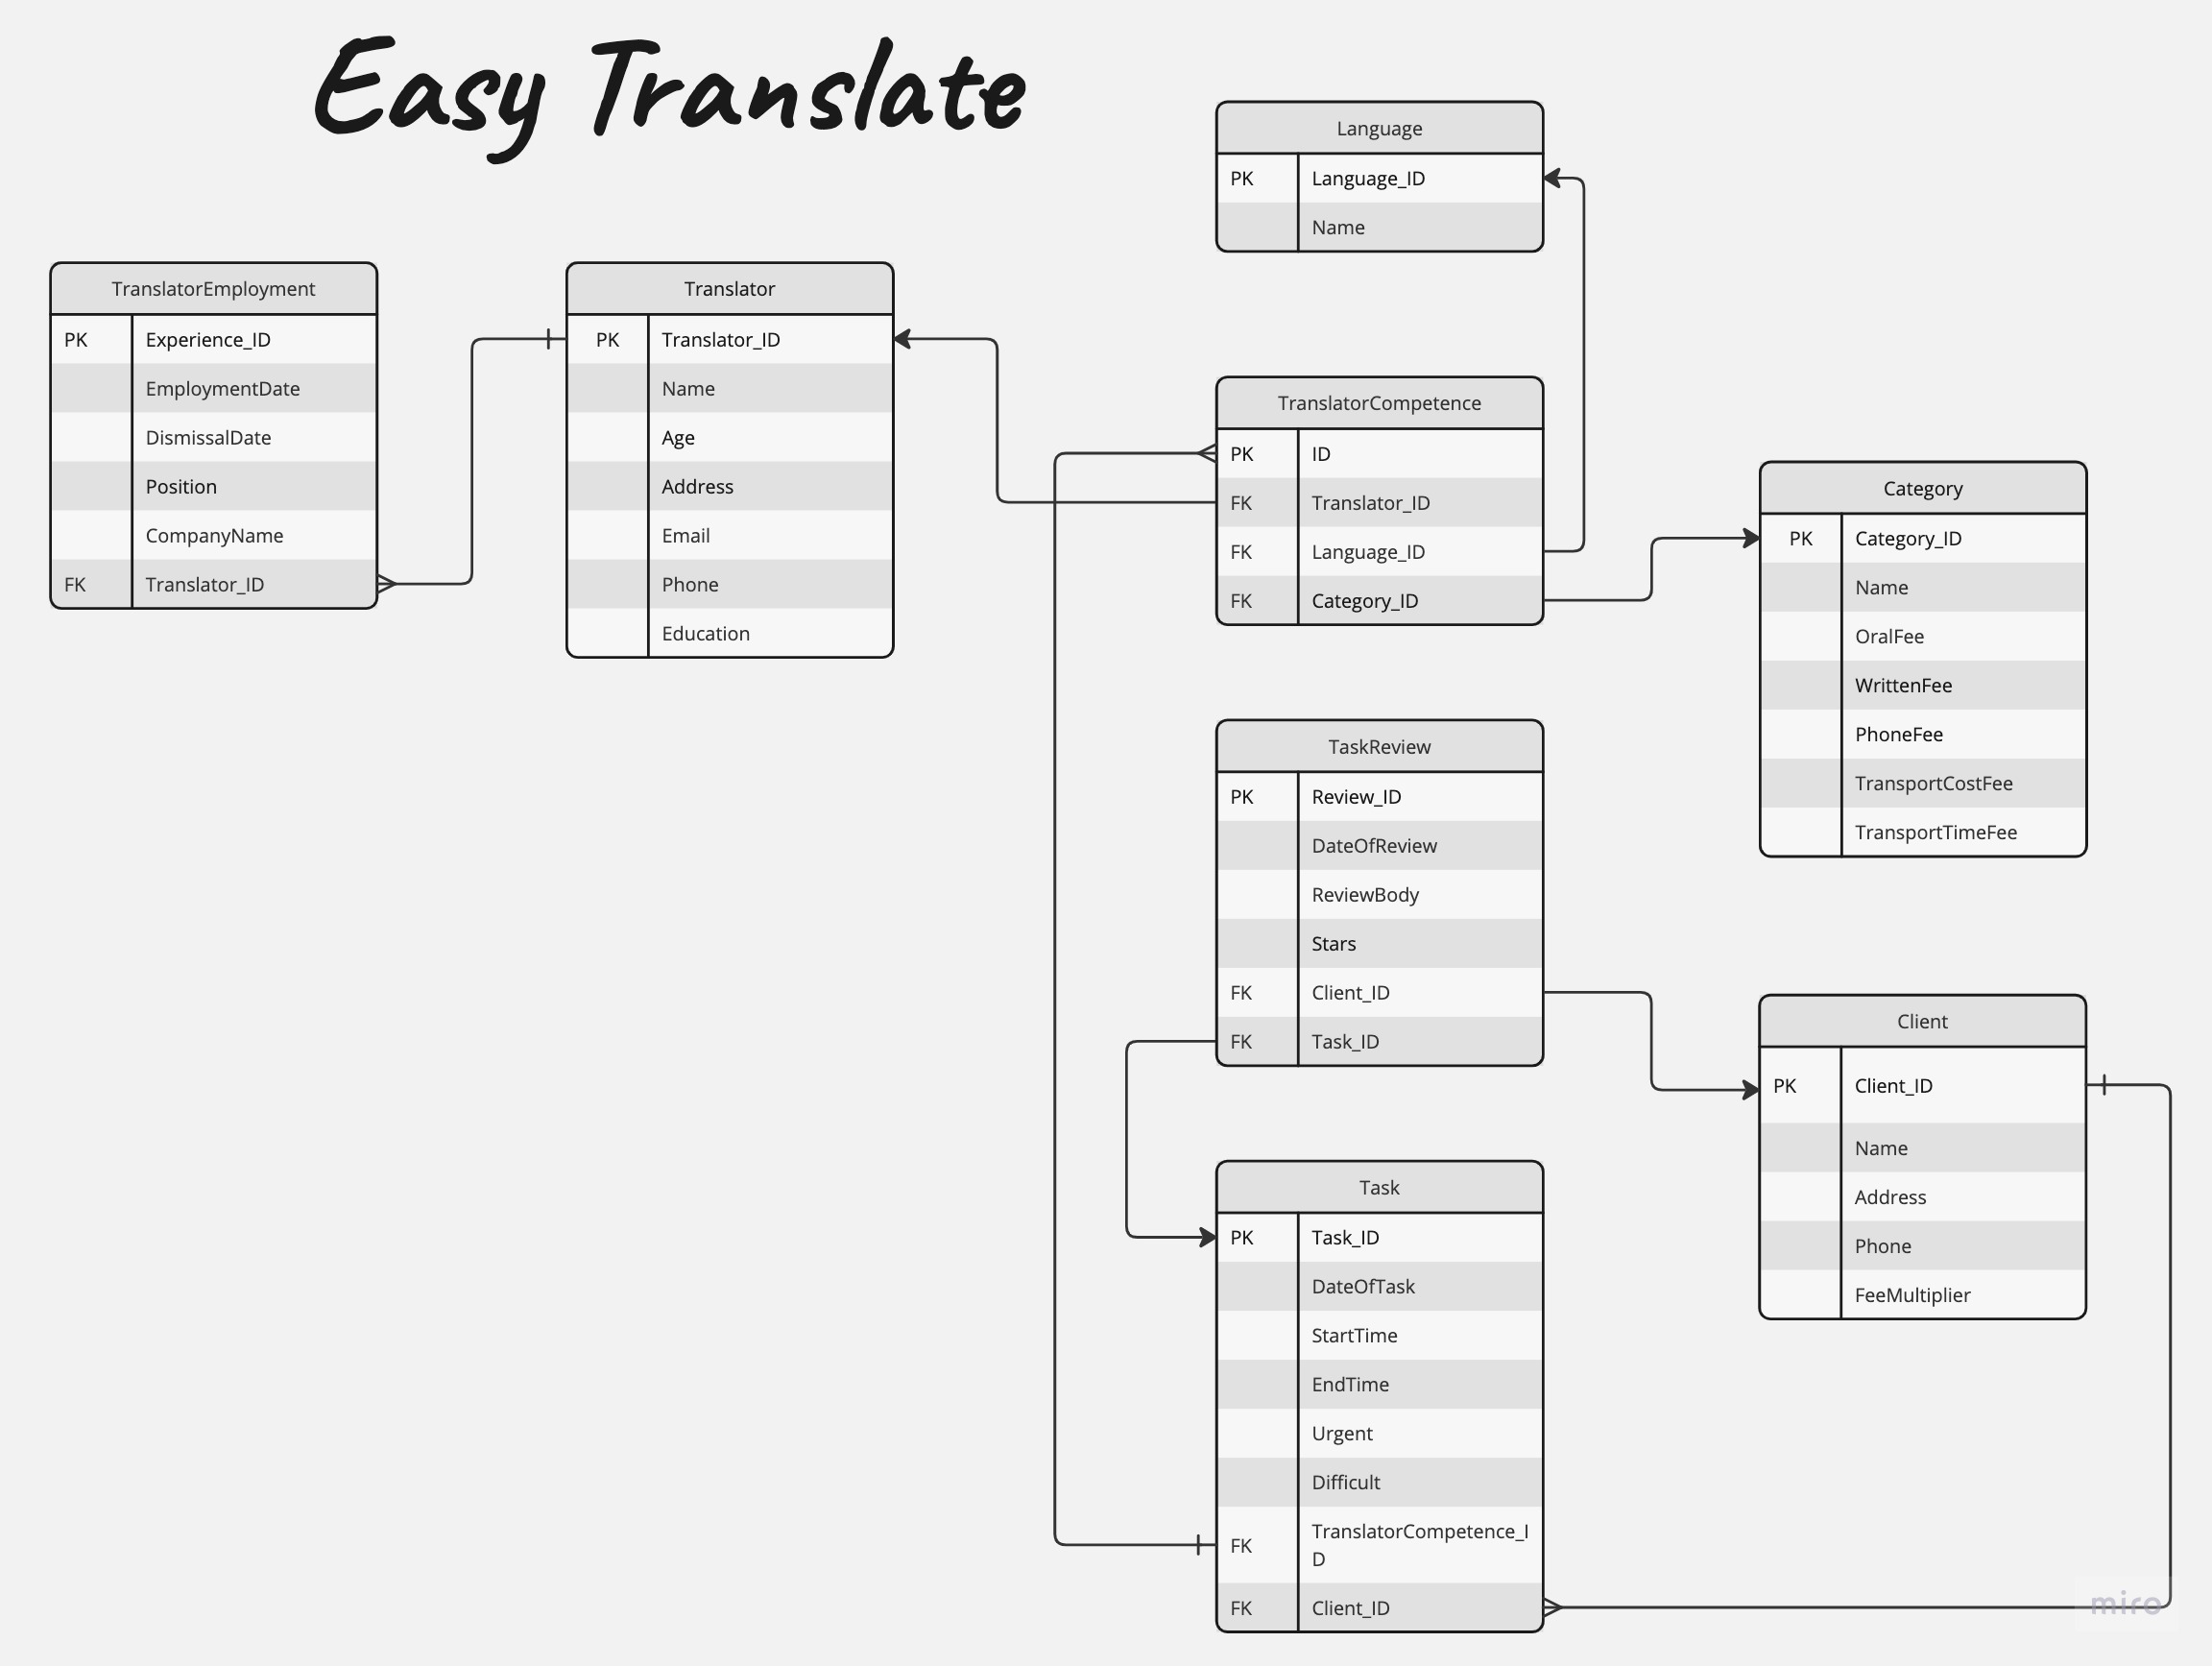 Easy Translate
Language
PK Language_ID
Name
TranslatorEmployment
PK Experience_ID
EmploymentDate
DismissalDate
Position
CompanyName
FK Translator_ID
Translator
PK Translator_ID
Name
Age
Address
Email
Phone
Education
TranslatorCompetence
PK ID
FK Translator_ID
FK Language_ID
FK Category_ID
Category
PK Category_ID
Name
OralFee
WrittenFee
PhoneFee
TransportCostFee
TransportTimeFee
TaskReview
PK Review_ID
DateOfReview
ReviewBody
Stars
FK Client_ID
FK Task_ID
Client
PK Client_ID
Name
Address
Phone
FeeMultiplier
Task
PK Task_ID
DateOfTask
StartTime
EndTime
Urgent
Difficult
FK TranslatorCompetence_I
D
FK Client_ID
miro